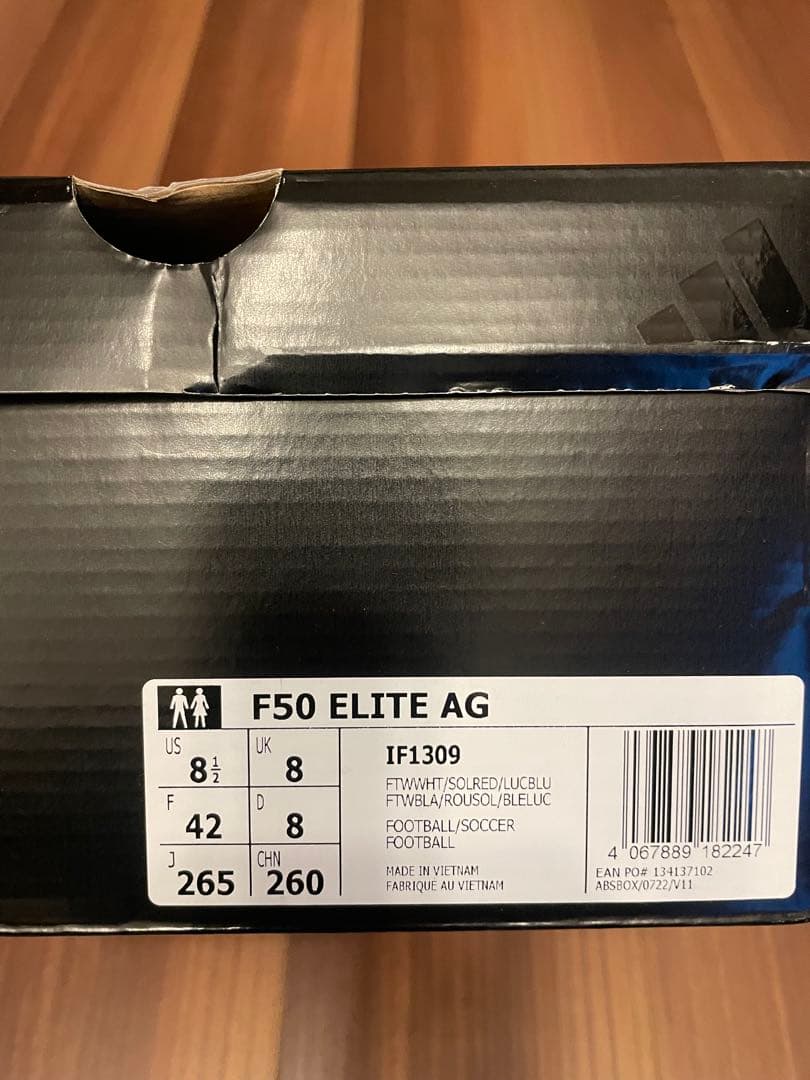 F50 ELITE AG
US 8½
UK 8
F 42
D 8
J 265
CHN 260
IF1309
FTWWHT/SOLRED/LUCBLU
FTWBLA/ROUSOL/BLELUC
FOOTBALL/SOCCER
FOOTBALL
MADE IN VIETNAM
FABRIQUÉ AU VIETNAM
4 067889 182247
EAN PO# 134137102
ABSBOX/0722/V11